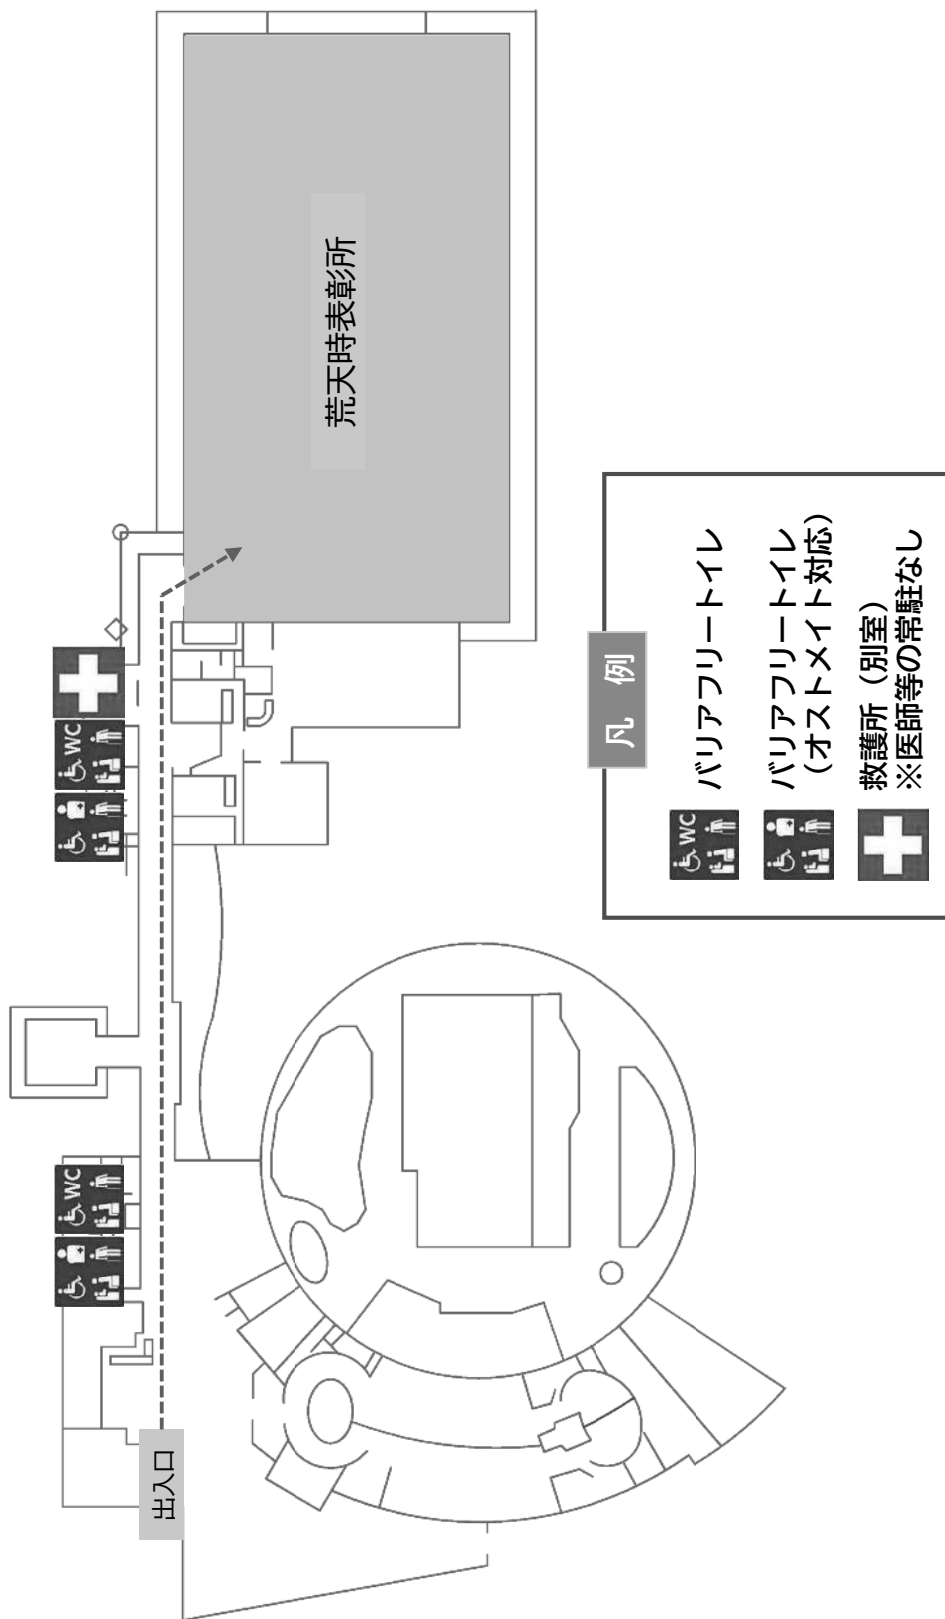 荒天時表彰所
WC
WC
出入口
凡 例
WC
バリアフリートイレ
バリアフリートイレ
（オストメイト対応）
救護所（別室）
※医師等の常駐なし